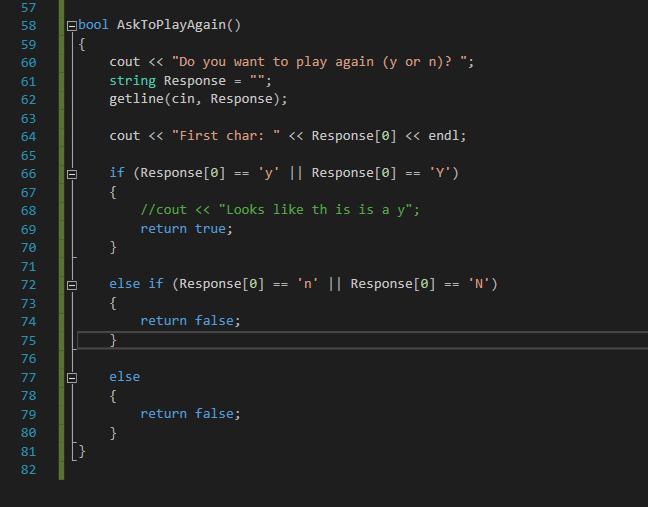 57
58 bool AskToPlayAgain()
59 {
60 cout << "Do you want to play again (y or n)? ";
61 string Response = "";
62 getline(cin, Response);
63
64 cout << "First char: " << Response[0] << endl;
65
66 if (Response[0] == 'y' || Response[0] == 'Y')
67 {
68 //cout << "Looks like th is is a y";
69 return true;
70 }
71
72 else if (Response[0] == 'n' || Response[0] == 'N')
73 {
74 return false;
75 }
76
77 else
78 {
79 return false;
80 }
81 }
82